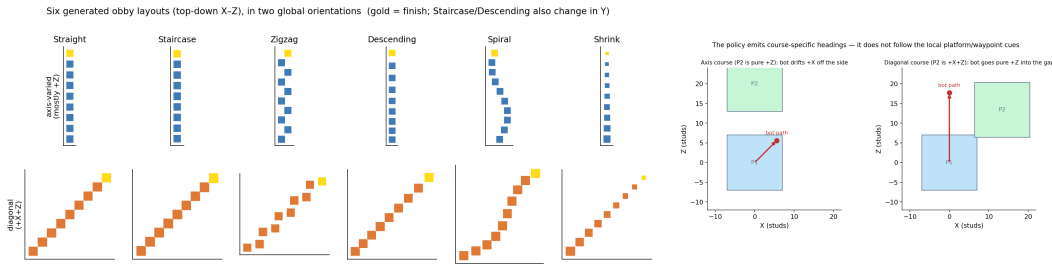 Six generated obby layouts (top-down X–Z), in two global orientations  (gold = finish; Staircase/Descending also change in Y)
Straight
Staircase
Zigzag
Descending
Spiral
Shrink
axis-varied
(mostly +Z)
diagonal
(+X+Z)
The policy emits course-specific headings — it does not follow the local platform/waypoint cues
Axis course (P2 is pure +Z): bot drifts +X off the side
P2
bot path
P1
20
15
10
5
0
−5
−10
−10
0
10
20
Z (studs)
X (studs)
Diagonal course (P2 is +X+Z): bot goes pure +Z into the gap
bot path
P2
P1
20
15
10
5
0
−5
−10
−10
0
10
20
Z (studs)
X (studs)